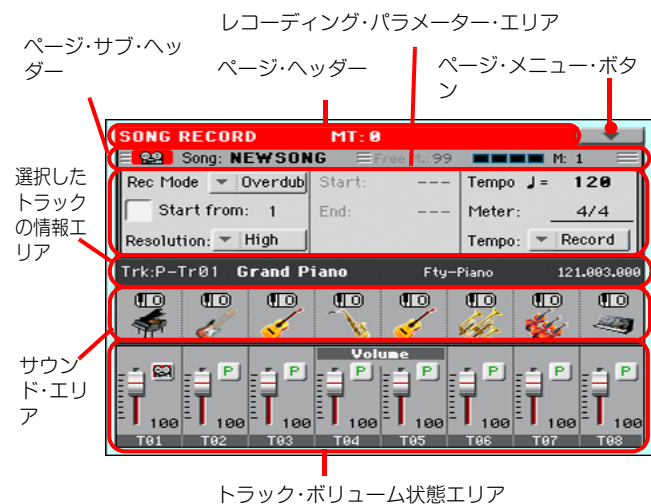 レコーディング・パラメーター・エリア
ページ・サブ・ヘッ
ダー
ページ・ヘッダー
ページ・メニュー・ボタ
ン
SONG RECORD MT: 0
Song: NEWSONG Free M.: 99 M: 1
選択した
トラック
の情報エ
リア
Rec Mode Overdub Start: --- Tempo ♩= 120
Start from: 1 End: --- Meter: 4/4
Resolution: High Tempo: Record
Trk:P-Tr01 Grand Piano Fty-Piano 121.003.000
サウン
ド・エリ
ア
Volume
P P P P P P P
100 100 100 100 100 100 100 100
T01 T02 T03 T04 T05 T06 T07 T08
トラック・ボリューム状態エリア